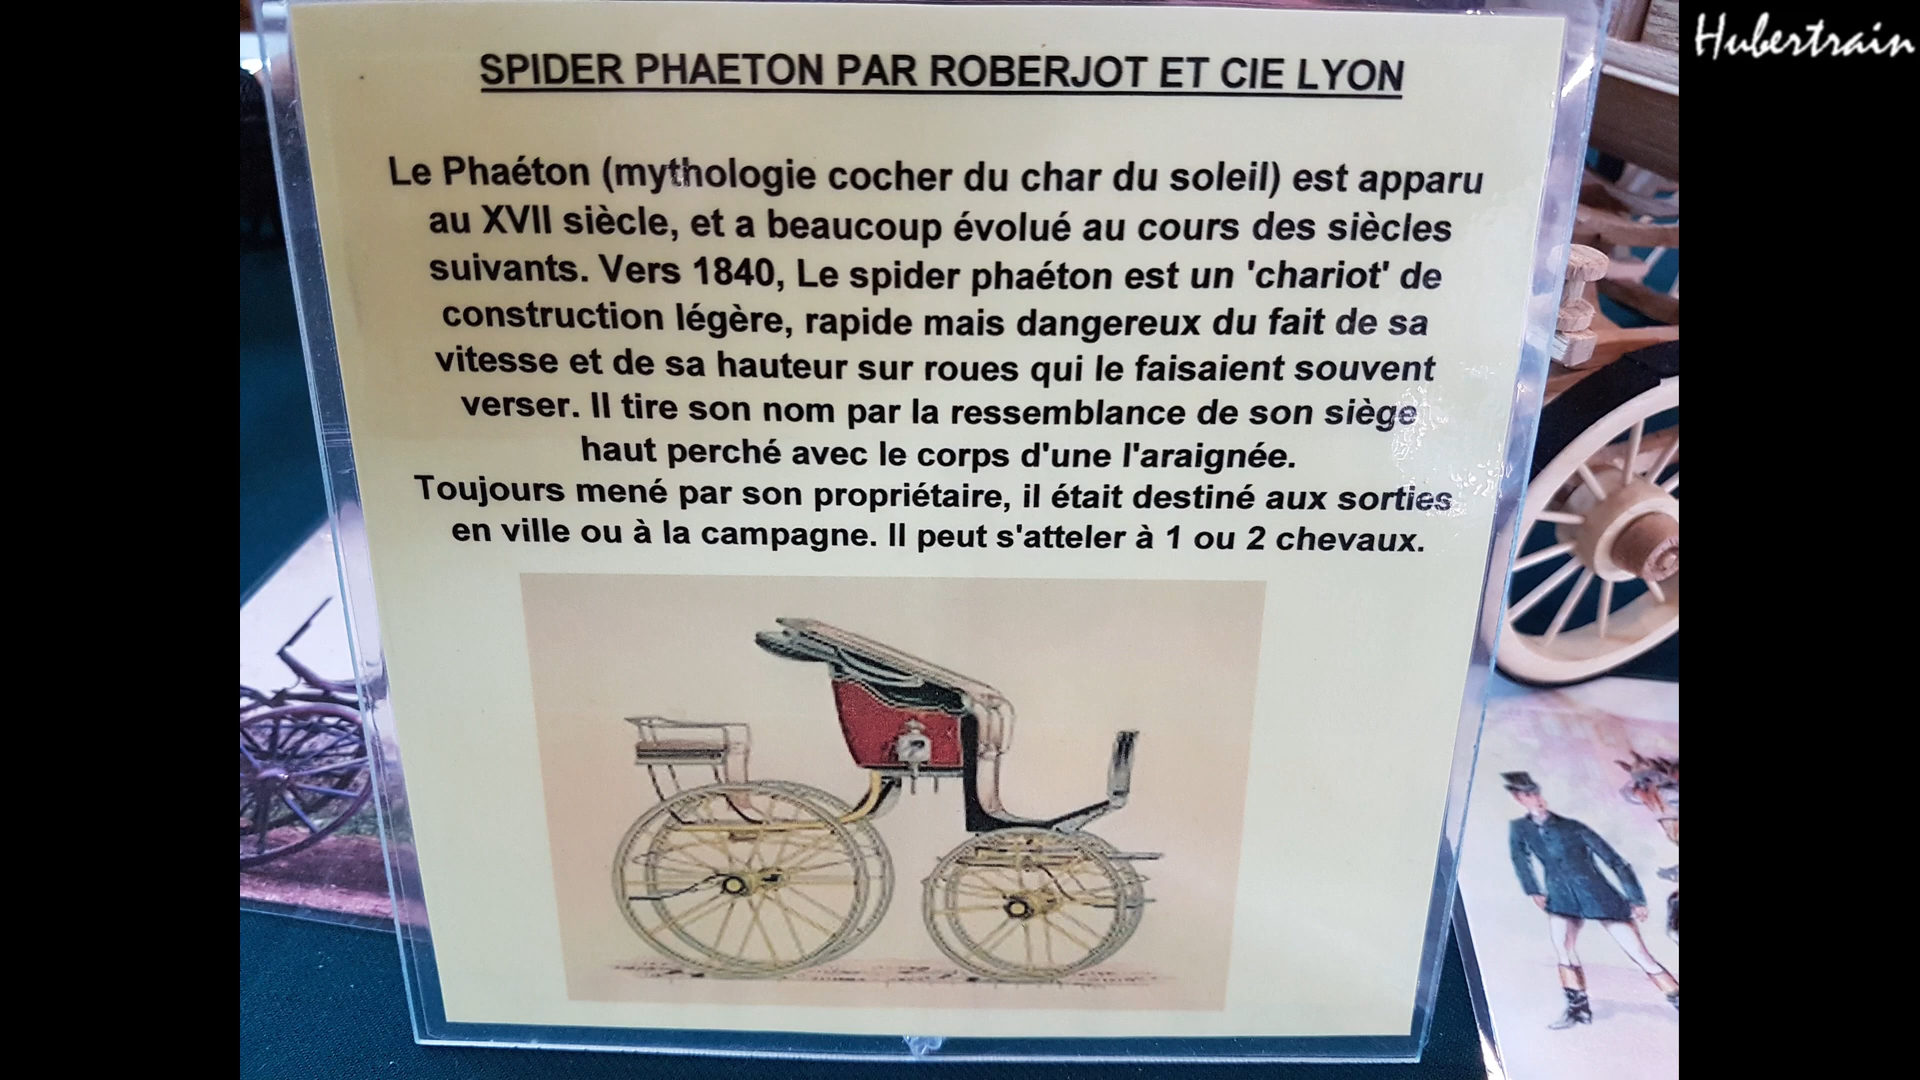 Hubertrain
SPIDER PHAETON PAR ROBERJOT ET CIE LYON
Le Phaéton (mythologie cocher du char du soleil) est apparu
au XVII siècle, et a beaucoup évolué au cours des siècles
suivants. Vers 1840, Le spider phaéton est un 'chariot' de
construction légère, rapide mais dangereux du fait de sa
vitesse et de sa hauteur sur roues qui le faisaient souvent
verser. Il tire son nom par la ressemblance de son siège
haut perché avec le corps d'une l'araignée.
Toujours mené par son propriétaire, il était destiné aux sorties
en ville ou à la campagne. Il peut s'atteler à 1 ou 2 chevaux.